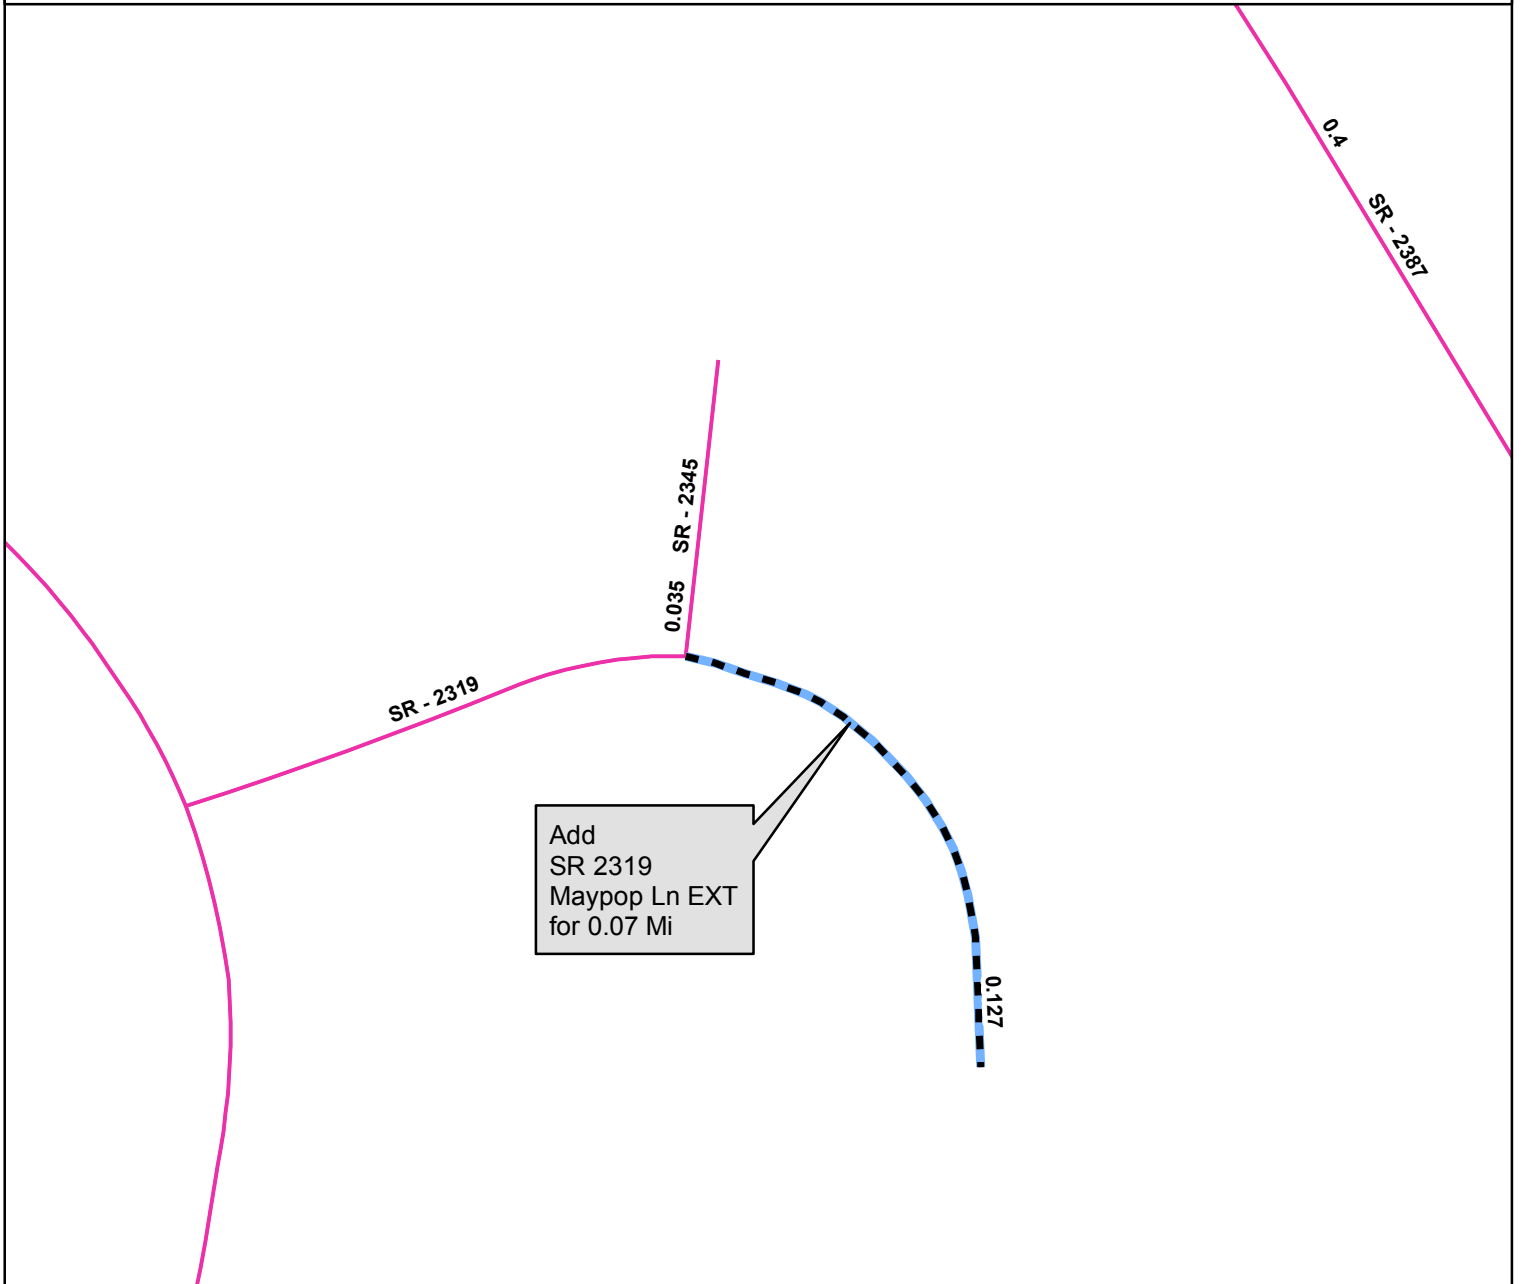 0.4
SR - 2387
SR - 2345
0.035
SR - 2319
Add
SR 2319
Maypop Ln EXT
for 0.07 Mi
0.127